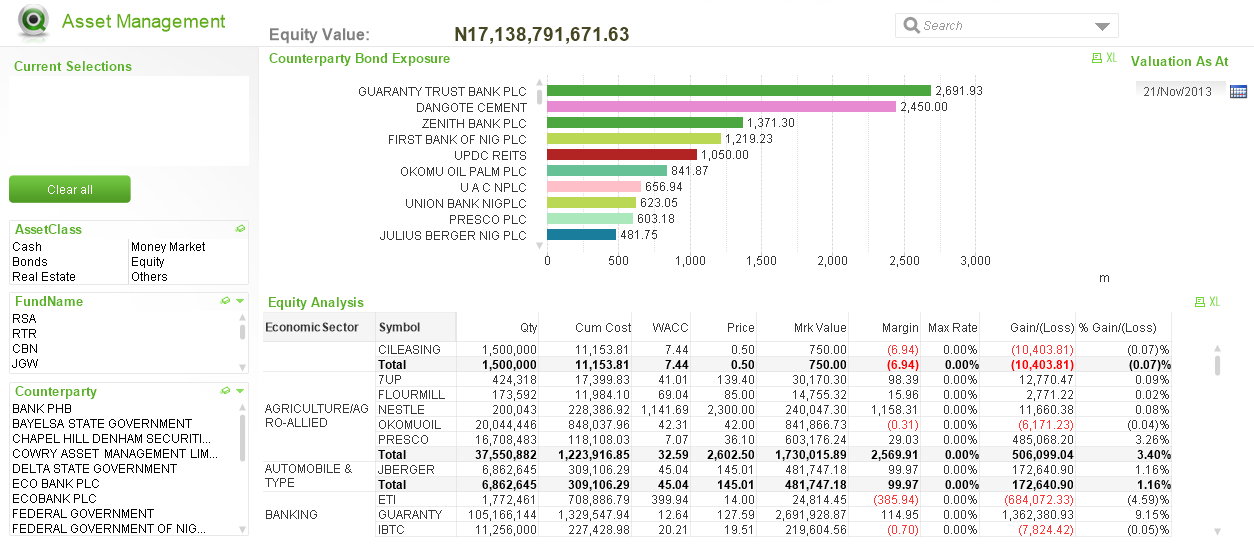 Asset Management
Equity Value: N17,138,791,671.63
Search
Current Selections
Clear all
AssetClass
Cash Money Market
Bonds Equity
Real Estate Others
FundName
RSA
RTR
CBN
JGW
Counterparty
BANK PHB
BAYELSA STATE GOVERNMENT
CHAPEL HILL DENHAM SECURITI...
COWRY ASSET MANAGEMENT LIM...
DELTA STATE GOVERNMENT
ECO BANK PLC
ECOBANK PLC
FEDERAL GOVERNMENT
FEDERAL GOVERNMENT OF NIG...
Counterparty Bond Exposure XL
GUARANTY TRUST BANK PLC 2,691.93
DANGOTE CEMENT 2,450.00
ZENITH BANK PLC 1,371.30
FIRST BANK OF NIG PLC 1,219.23
UPDC REITS 1,050.00
OKOMU OIL PALM PLC 841.87
U A C NPLC 656.94
UNION BANK NIGPLC 623.05
PRESCO PLC 603.18
JULIUS BERGER NIG PLC 481.75
0 500 1,000 1,500 2,000 2,500 3,000
m
Valuation As At
21/Nov/2013
Equity Analysis XL
Economic Sector Symbol Qty Cum Cost WACC Price Mrk Value Margin Max Rate Gain/(Loss) % Gain/(Loss)
CILEASING 1,500,000 11,153.81 7.44 0.50 750.00 (6.94) 0.00% (10,403.81) (0.07)%
Total 1,500,000 11,153.81 7.44 0.50 750.00 (6.94) 0.00% (10,403.81) (0.07)%
7UP 424,318 17,399.83 41.01 139.40 30,170.30 98.39 0.00% 12,770.47 0.09%
FLOURMILL 173,592 11,984.10 69.04 85.00 14,755.32 15.96 0.00% 2,771.22 0.02%
AGRICULTURE/AG NESTLE 200,043 228,386.92 1,141.69 2,300.00 240,047.30 1,158.31 0.00% 11,660.38 0.08%
RO-ALLIED OKOMUOIL 20,044,446 848,037.96 42.31 42.00 841,866.73 (0.31) 0.00% (6,171.23) (0.04)%
PRESCO 16,708,483 118,108.03 7.07 36.10 603,176.24 29.03 0.00% 485,068.20 3.26%
Total 37,550,882 1,223,916.85 32.59 2,602.50 1,730,015.89 2,569.91 0.00% 506,099.04 3.40%
AUTOMOBILE & JBERGER 6,862,645 309,106.29 45.04 145.01 481,747.18 99.97 0.00% 172,640.90 1.16%
TYPE Total 6,862,645 309,106.29 45.04 145.01 481,747.18 99.97 0.00% 172,640.90 1.16%
ETI 1,772,461 708,886.79 399.94 14.00 24,814.45 (385.94) 0.00% (684,072.33) (4.59)%
BANKING GUARANTY 105,166,144 1,329,547.94 12.64 127.59 2,691,928.87 114.95 0.00% 1,362,380.93 9.15%
IBTC 11,256,000 227,428.98 20.21 19.51 219,604.56 (0.70) 0.00% (7,824.42) (0.05)%